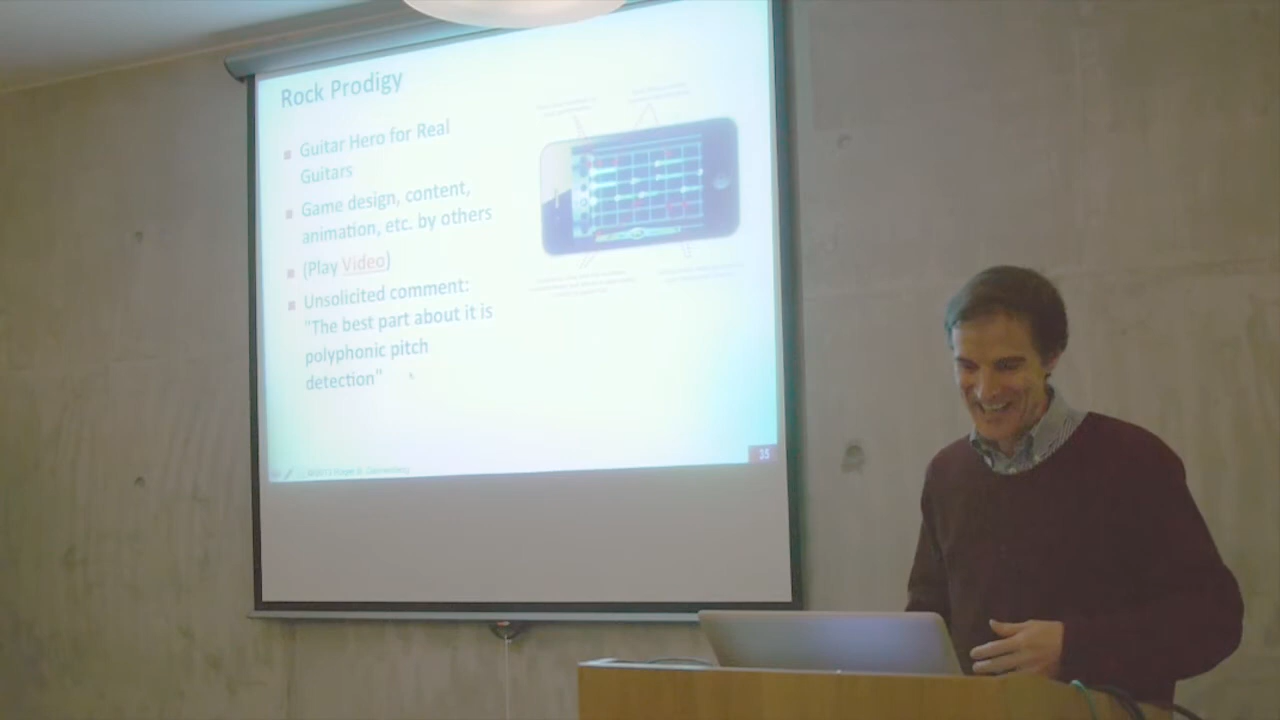 Rock Prodigy
Guitar Hero for Real
Guitars
Game design, content,
animation, etc. by others
(Play Video)
Unsolicited comment:
"The best part about it is
polyphonic pitch
detection"
35